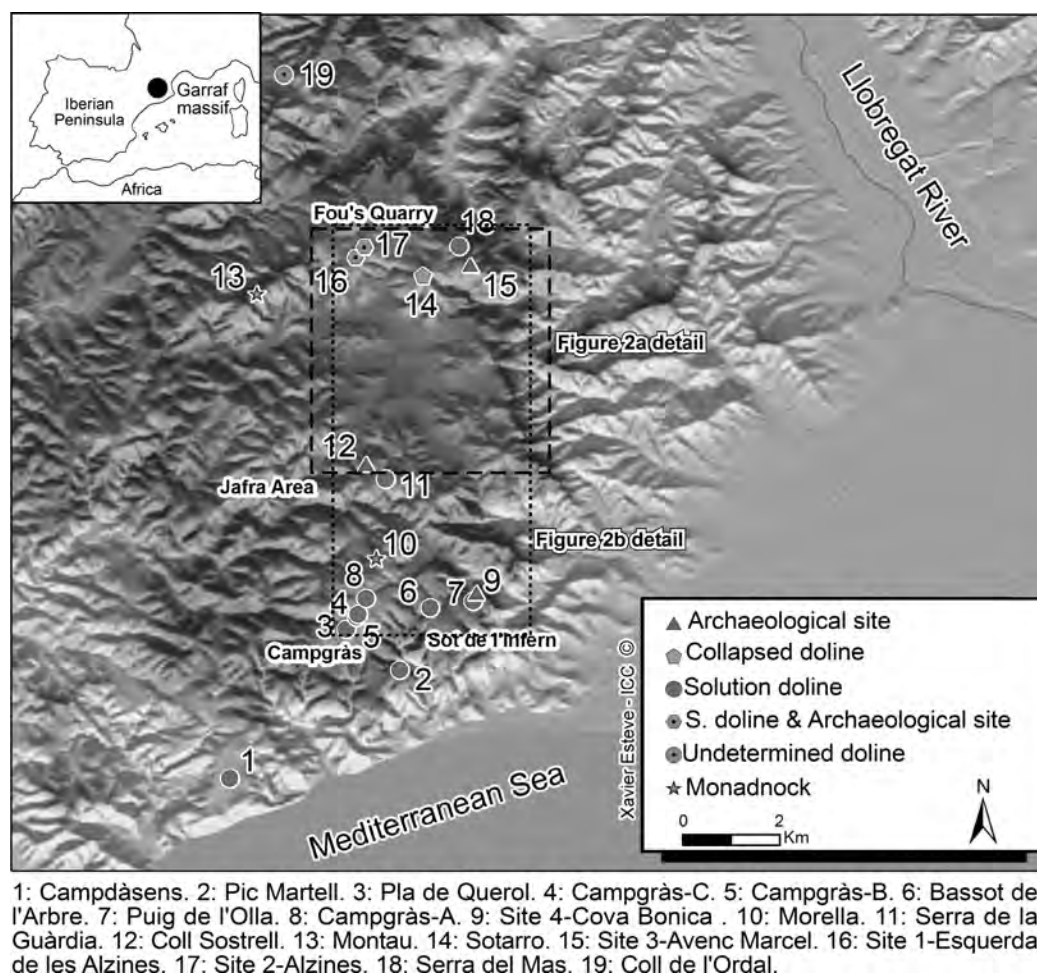 Iberian
Peninsula
Garraf
massif
Africa
19
Llobregat River
Fou's Quarry
18
17
16
15
14
13
Figure 2a detail
12
11
Jafra Area
10
Figure 2b detail
8
9
4
6
7
3
5
Sot de l'Infern
Campgràs
2
1
Mediterranean Sea
Xavier Esteve - ICC ©
Archaeological site
Collapsed doline
Solution doline
S. doline & Archaeological site
Undetermined doline
Monadnock
N
0 2
Km
1: Campdàsens. 2: Pic Martell. 3: Pla de Querol. 4: Campgràs-C. 5: Campgràs-B. 6: Bassot de
l'Arbre. 7: Puig de l'Olla. 8: Campgràs-A. 9: Site 4-Cova Bonica . 10: Morella. 11: Serra de la
Guàrdia. 12: Coll Sostrell. 13: Montau. 14: Sotarro. 15: Site 3-Avenc Marcel. 16: Site 1-Esquerda
de les Alzines. 17: Site 2-Alzines. 18: Serra del Mas. 19: Coll de l'Ordal.